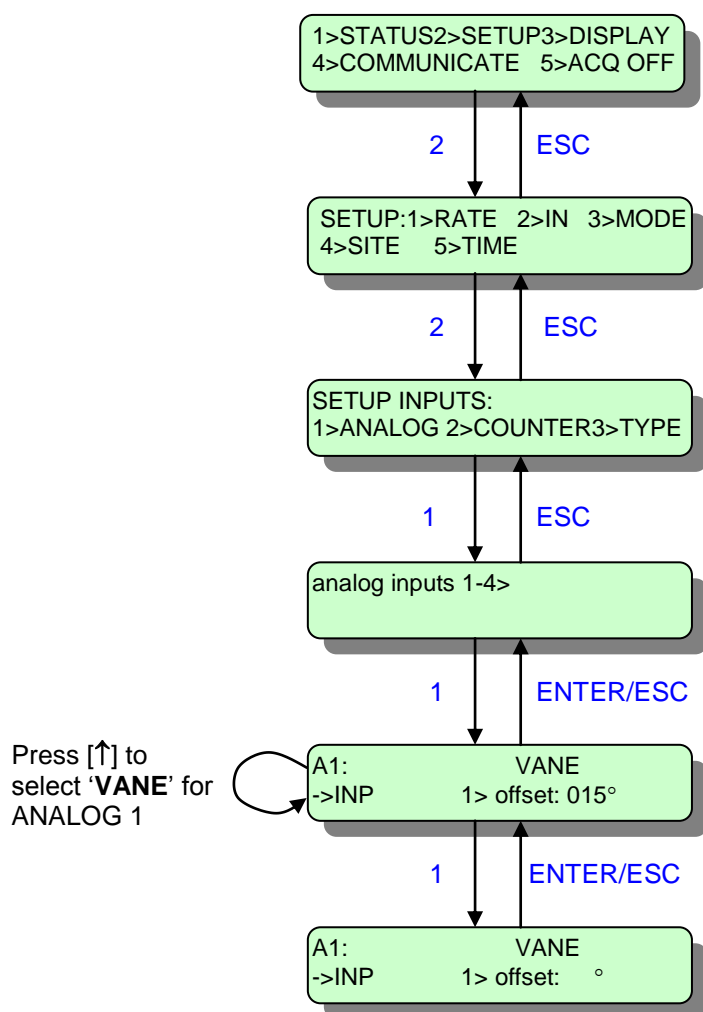 1>STATUS2>SETUP3>DISPLAY
4>COMMUNICATE 5>ACQ OFF
2 ESC
SETUP:1>RATE 2>IN 3>MODE
4>SITE 5>TIME
2 ESC
SETUP INPUTS:
1>ANALOG 2>COUNTER3>TYPE
1 ESC
analog inputs 1-4>
1 ENTER/ESC
Press [↑] to
select ‘VANE’ for
ANALOG 1
A1: VANE
->INP 1> offset: 015°
1 ENTER/ESC
A1: VANE
->INP 1> offset: °